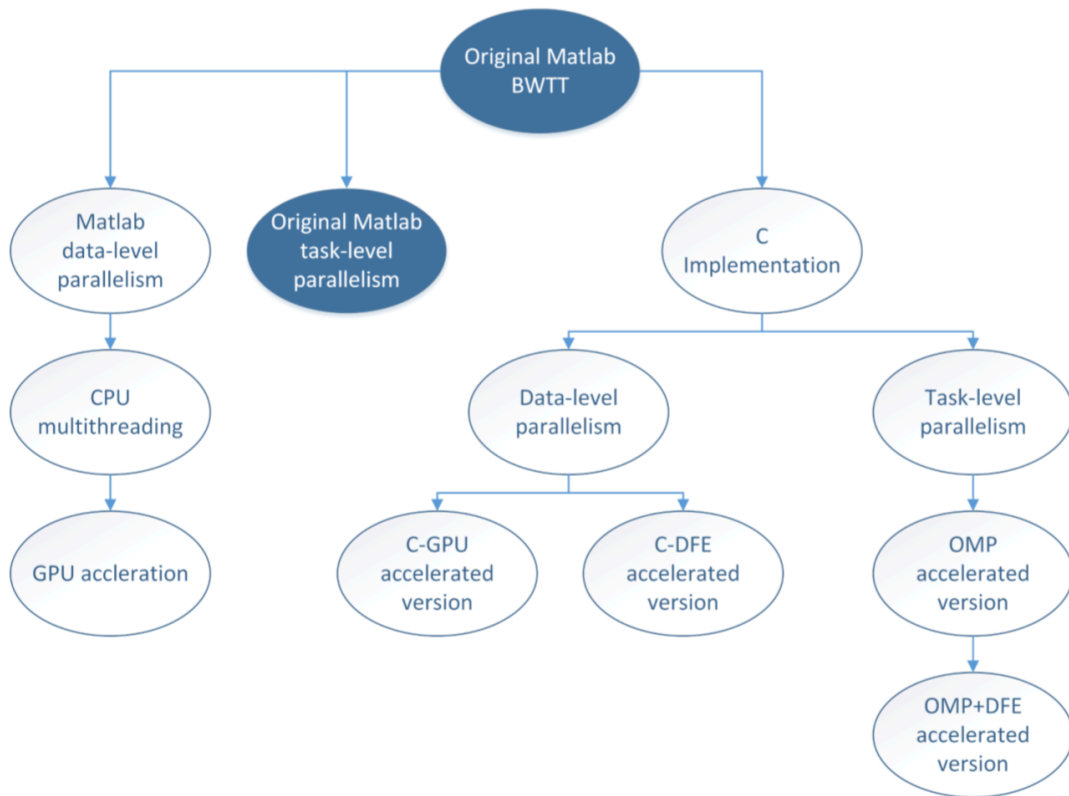 Original Matlab
BWTT
Matlab
data-level
parallelism
Original Matlab
task-level
parallelism
C
Implementation
CPU
multithreading
Data-level
parallelism
Task-level
parallelism
GPU accleration
C-GPU
accelerated
version
C-DFE
accelerated
version
OMP
accelerated
version
OMP+DFE
accelerated
version